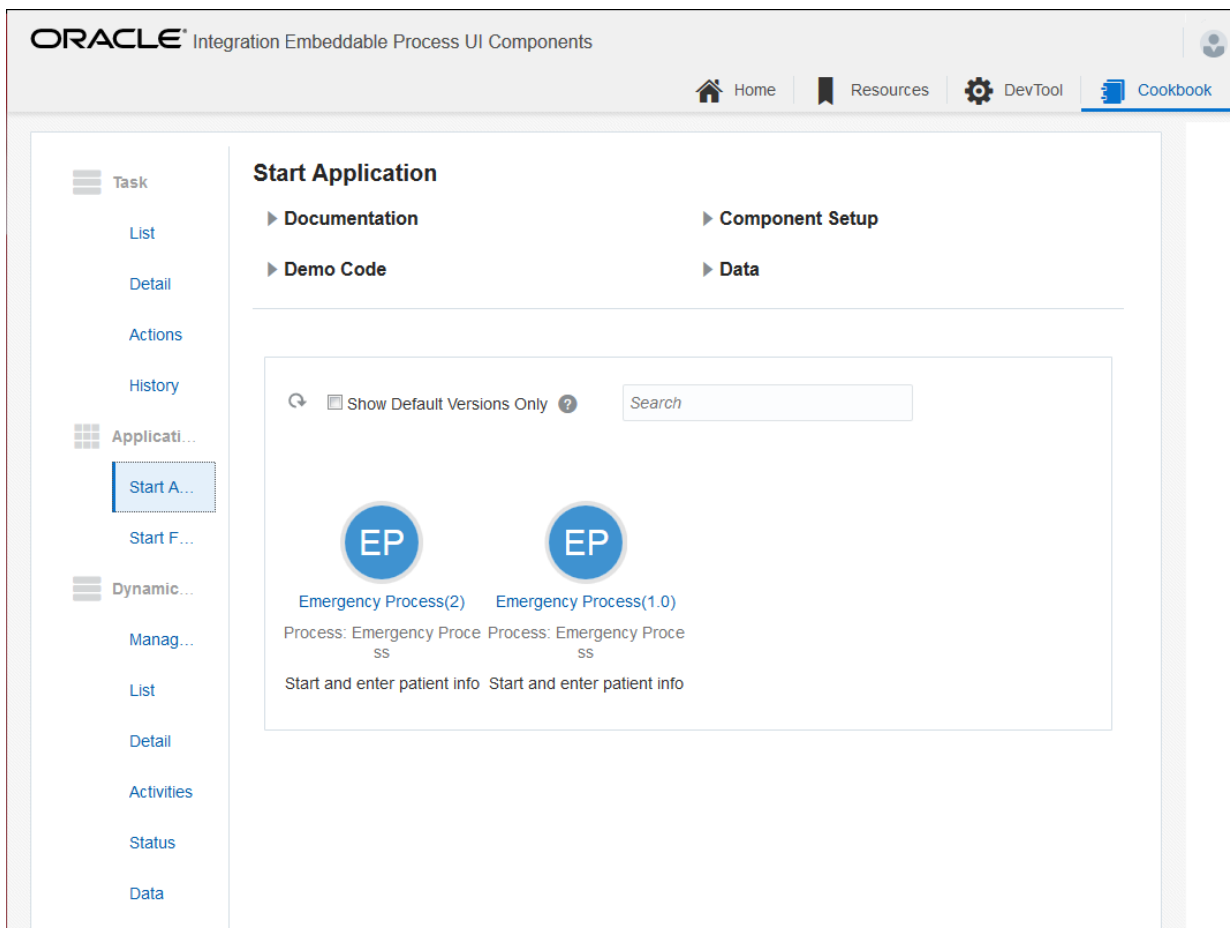 ORACLE® Integration Embeddable Process UI Components
Home
Resources
DevTool
Cookbook
Task
List
Detail
Actions
History
Applicati...
Start A...
Start F...
Dynamic...
Manag...
List
Detail
Activities
Status
Data
Start Application
Documentation
Component Setup
Demo Code
Data
Show Default Versions Only ?
Search
EP
Emergency Process(2)
Process: Emergency Proce
ss
Start and enter patient info
EP
Emergency Process(1.0)
Process: Emergency Proce
ss
Start and enter patient info